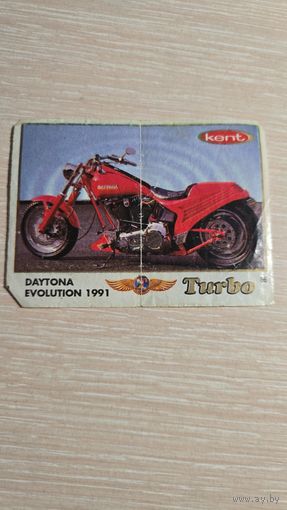 kent
DAYTONA
EVOLUTION 1991
Turbo
www.ay.by